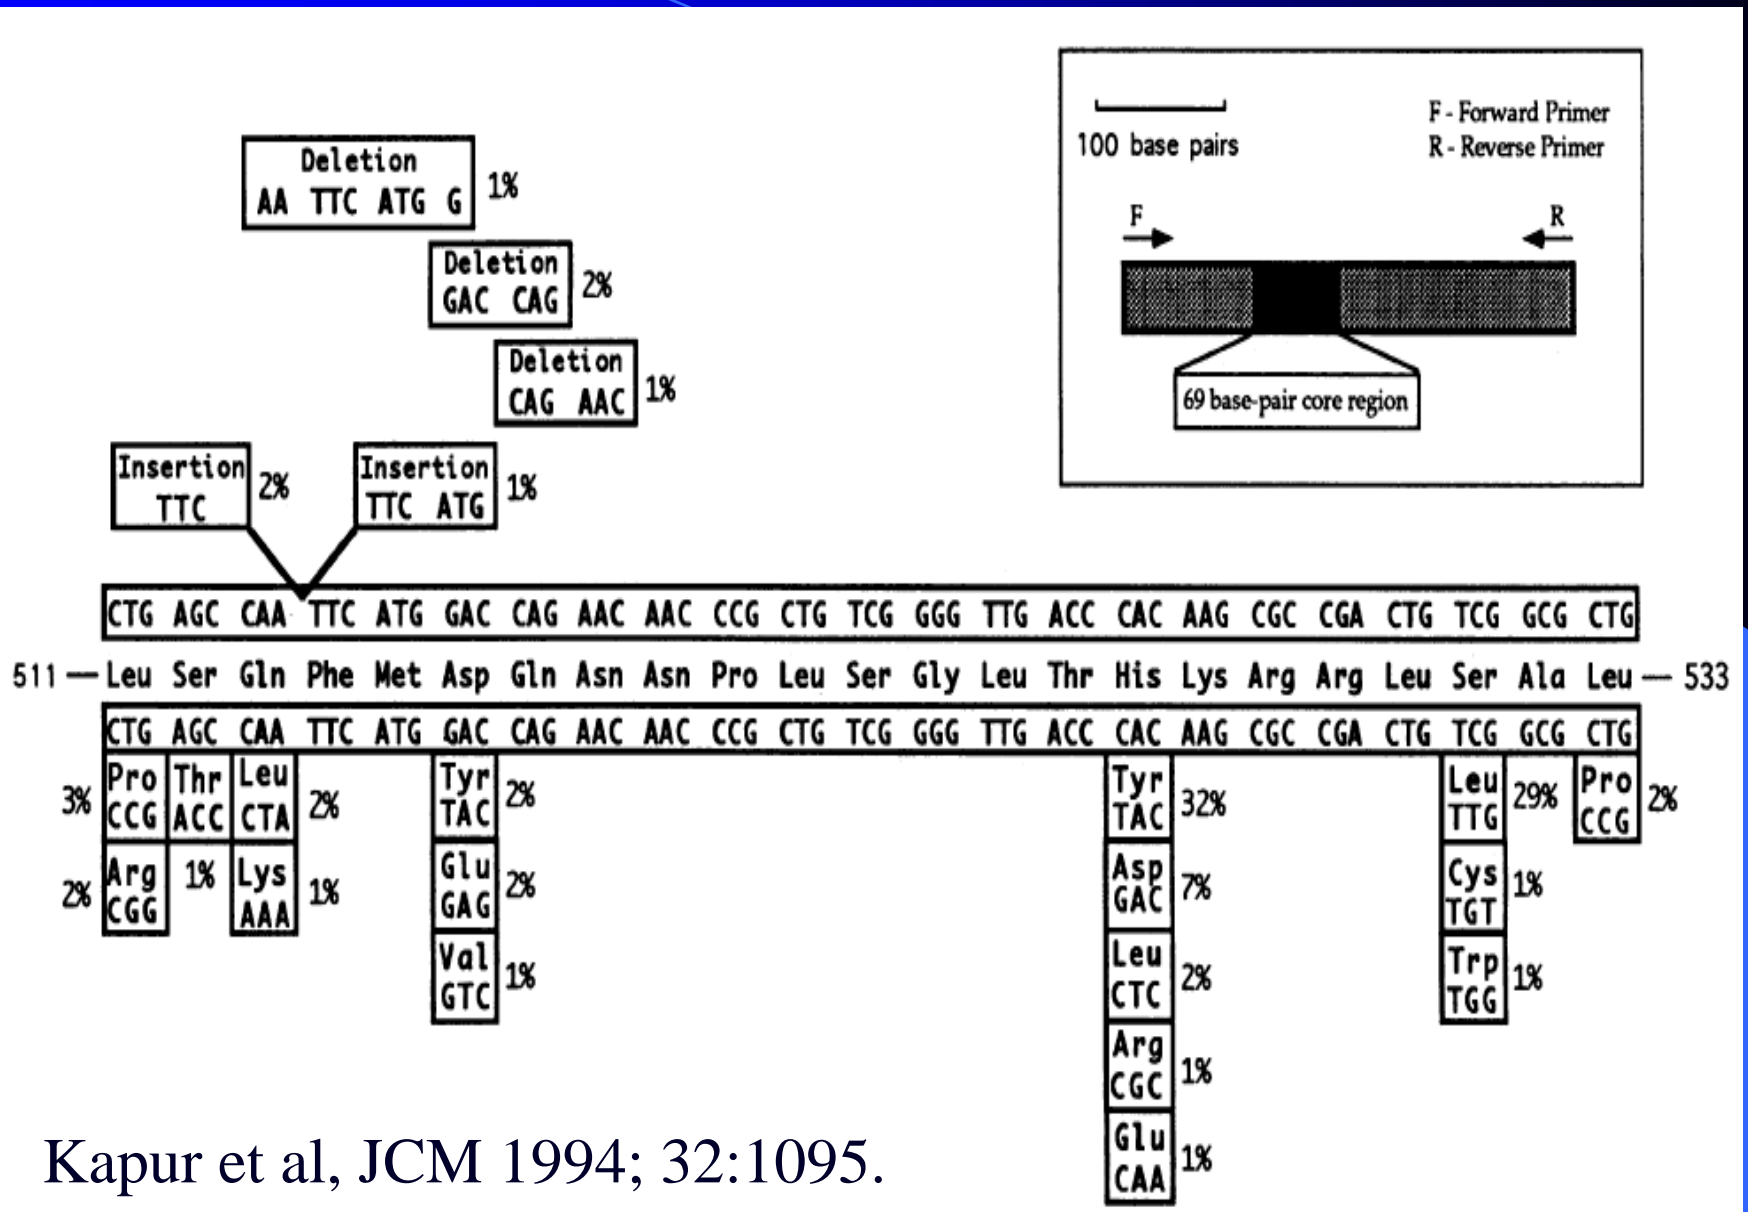 100 base pairs
F - Forward Primer
R - Reverse Primer
F
R
69 base-pair core region
Deletion
AA TTC ATG G
1%
Deletion
GAC CAG
2%
Deletion
CAG AAC
1%
Insertion
TTC
2%
Insertion
TTC ATG
1%
CTG AGC CAA TTC ATG GAC CAG AAC AAC CCG CTG TCG GGG TTG ACC CAC AAG CGC CGA CTG TCG GCG CTG
511 — Leu Ser Gln Phe Met Asp Gln Asn Asn Pro Leu Ser Gly Leu Thr His Lys Arg Arg Leu Ser Ala Leu — 533
CTG AGC CAA TTC ATG GAC CAG AAC AAC CCG CTG TCG GGG TTG ACC CAC AAG CGC CGA CTG TCG GCG CTG
3%
Pro
CCG
2%
Arg
CGG
Thr
ACC
1%
Leu
CTA
2%
Lys
AAA
1%
Tyr
TAC
2%
Glu
GAG
2%
Val
GTC
1%
Tyr
TAC
32%
Asp
GAC
7%
Leu
CTC
2%
Arg
CGC
1%
Glu
CAA
1%
Leu
TTG
29%
Cys
TGT
1%
Trp
TGG
1%
Pro
CCG
2%
Kapur et al, JCM 1994; 32:1095.